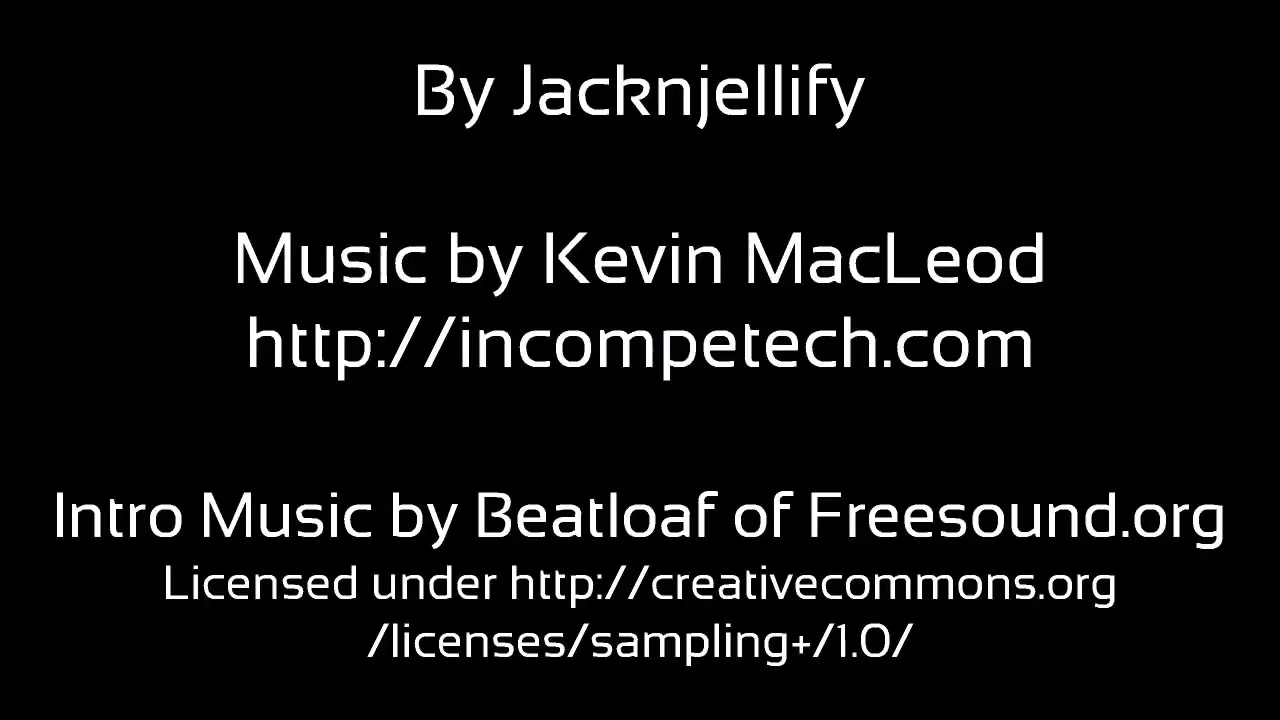 By Jacknjellify
Music by Kevin MacLeod
http://incompetech.com
Intro Music by Beatloaf of Freesound.org
Licensed under http://creativecommons.org
/licenses/sampling+/1.0/